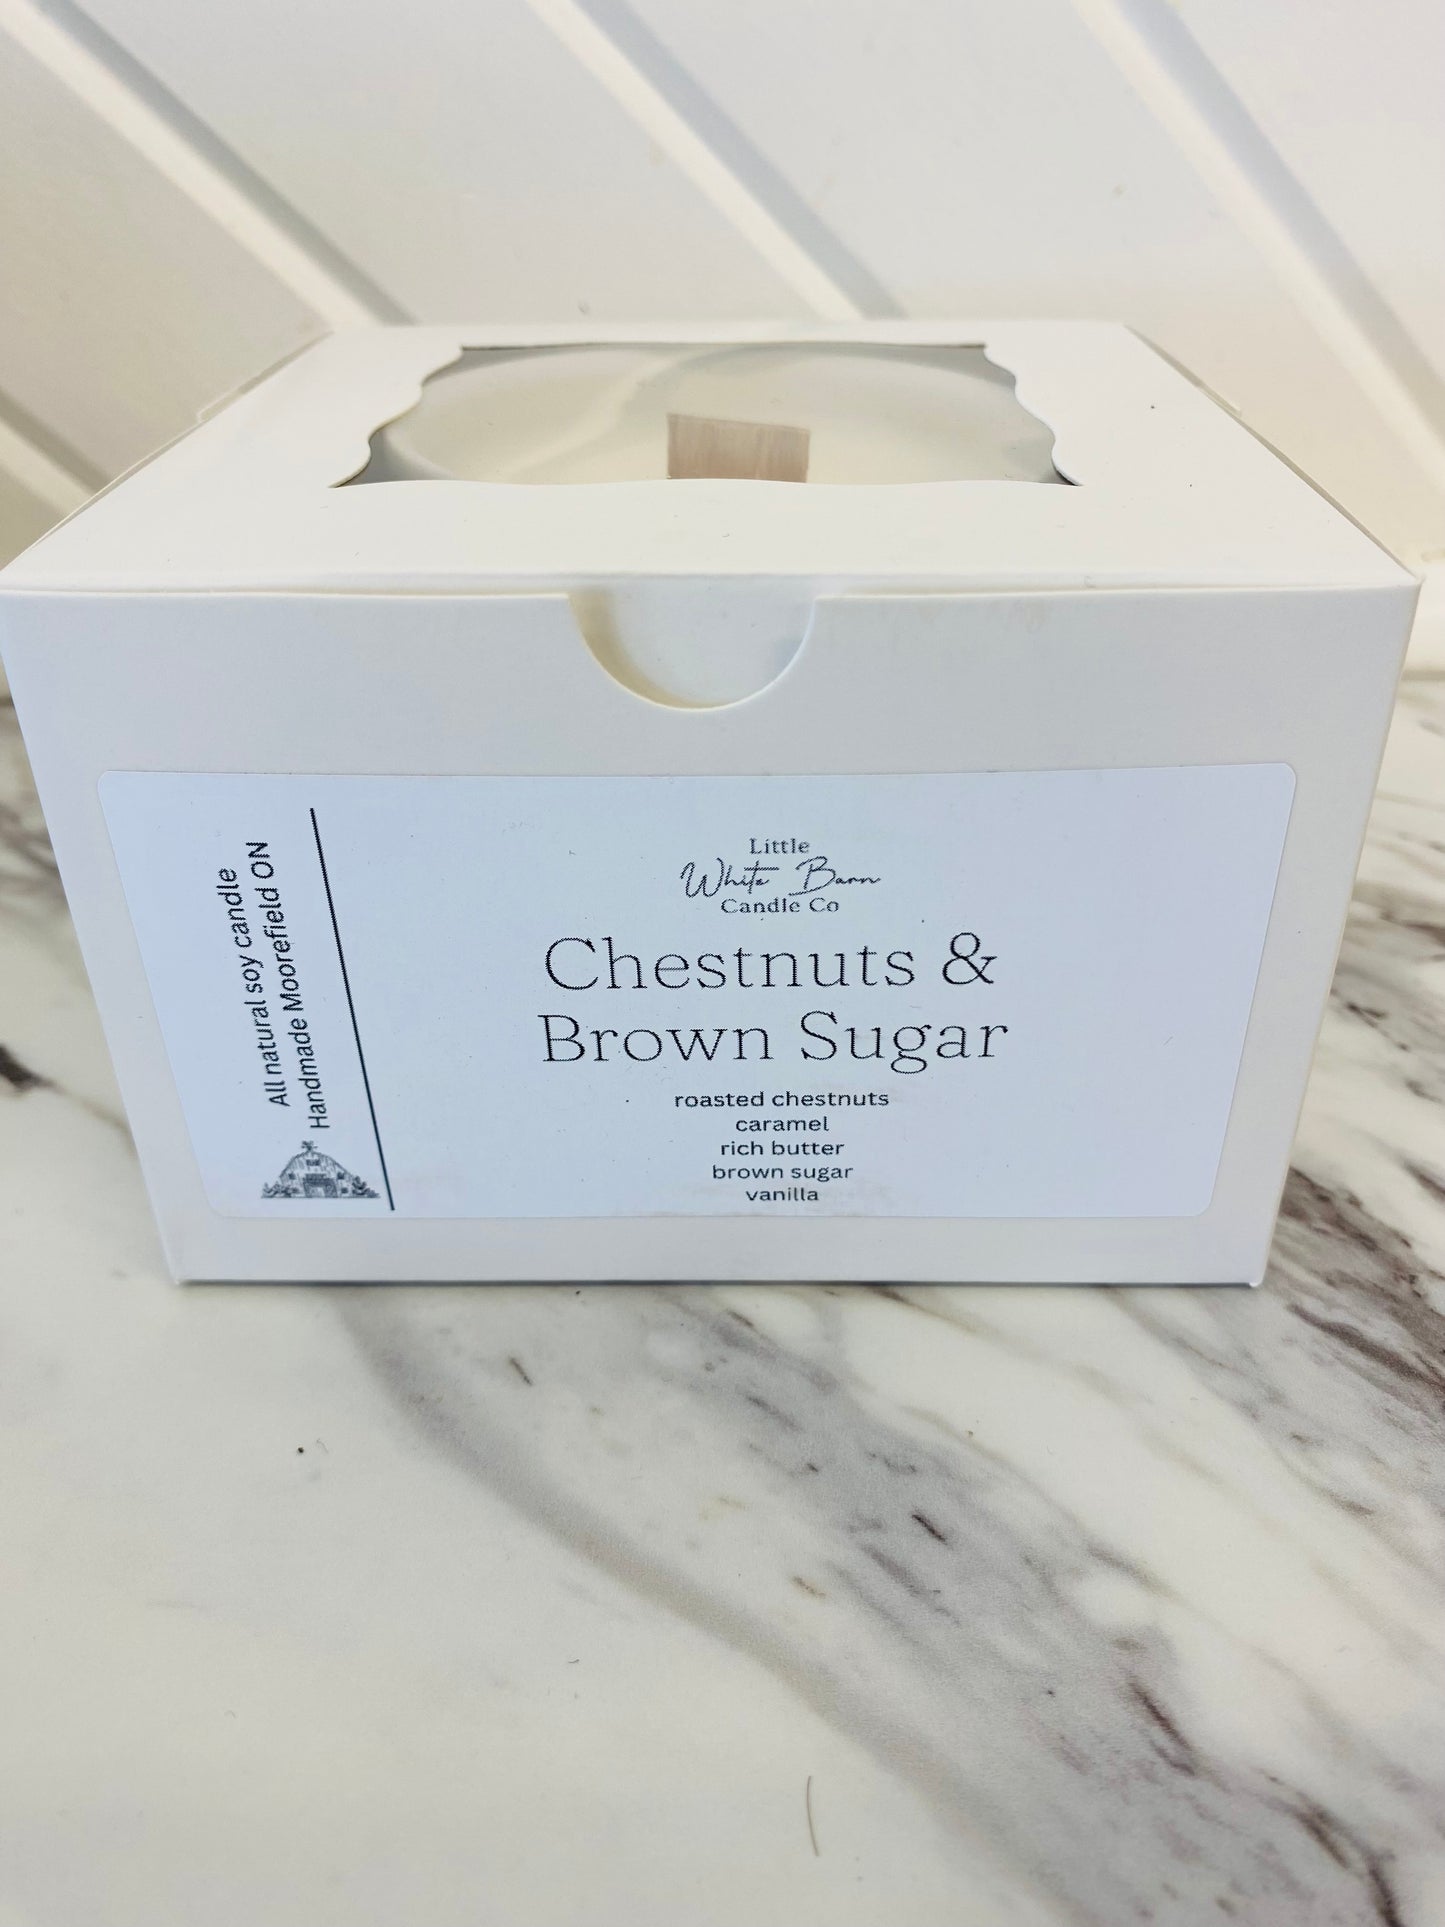 All natural soy candle
Handmade Moorefield ON
Little
White Barn
Candle Co
Chestnuts &
Brown Sugar
roasted chestnuts
caramel
rich butter
brown sugar
vanilla